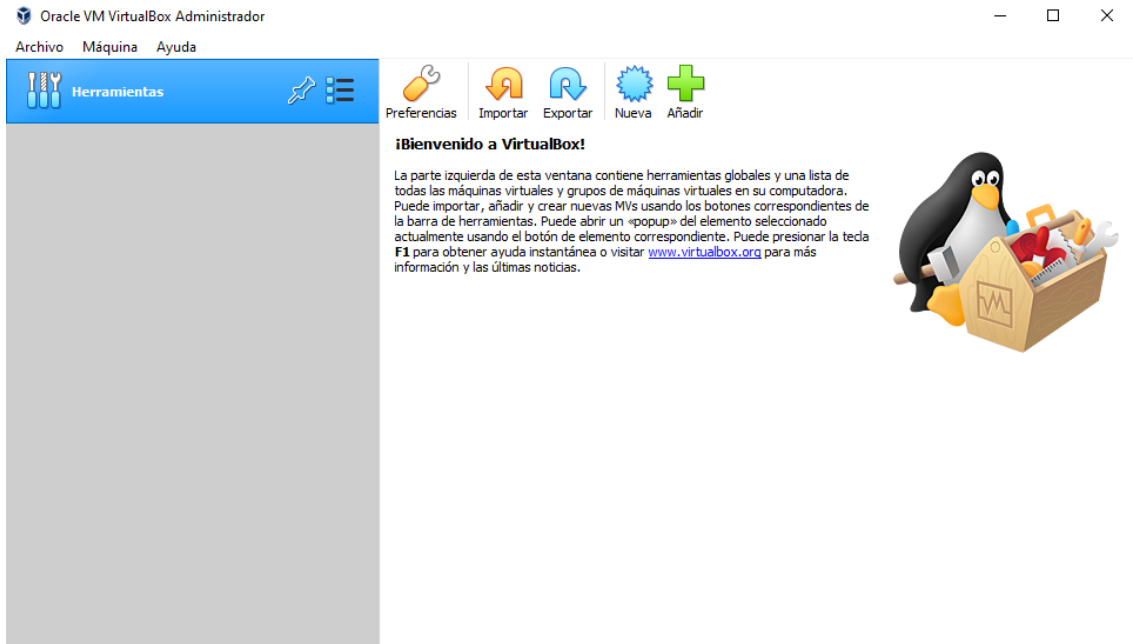 Oracle VM VirtualBox Administrador
Archivo Máquina Ayuda
Herramientas
Preferencias Importar Exportar Nueva Añadir
¡Bienvenido a VirtualBox!
La parte izquierda de esta ventana contiene herramientas globales y una lista de
todas las máquinas virtuales y grupos de máquinas virtuales en su computadora.
Puede importar, añadir y crear nuevas MVs usando los botones correspondientes de
la barra de herramientas. Puede abrir un «popup» del elemento seleccionado
actualmente usando el botón de elemento correspondiente. Puede presionar la tecla
F1 para obtener ayuda instantánea o visitar www.virtualbox.org para más
información y las últimas noticias.